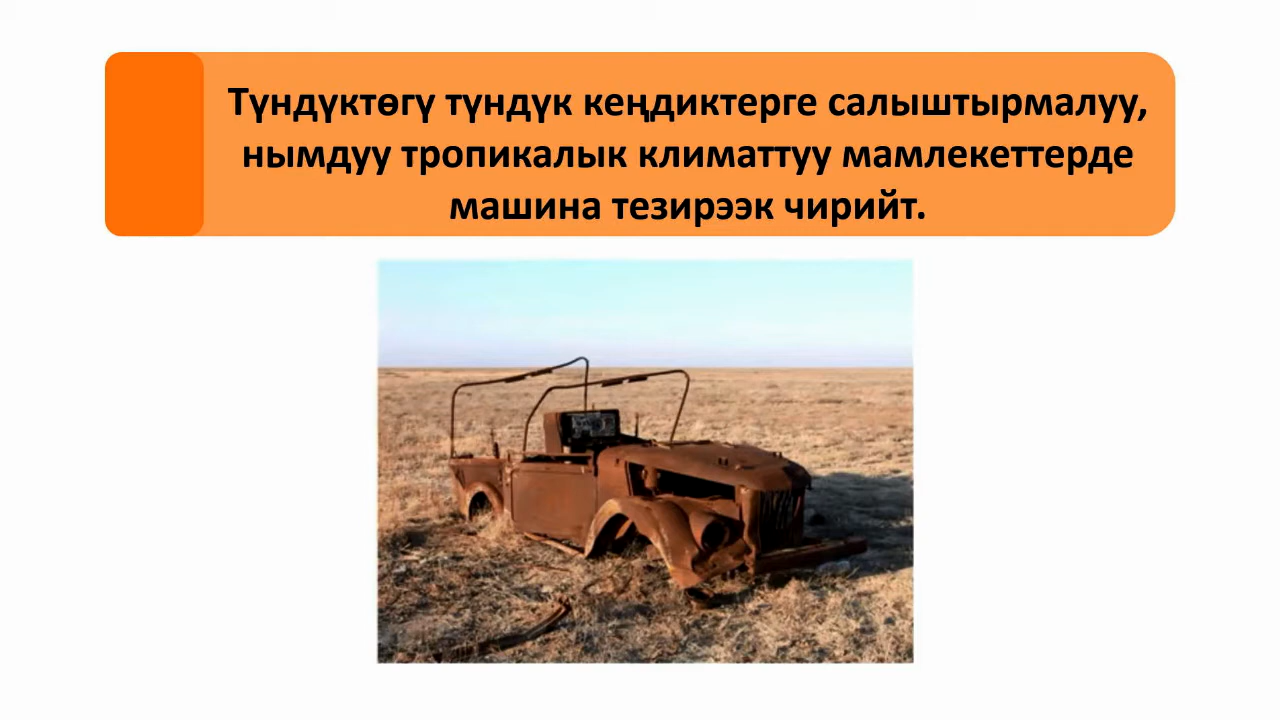 Түндүктөгү түндүк кеңдиктерге салыштырмалуу,
нымдуу тропикалык климаттуу мамлекеттерде
машина тезирээк чирийт.